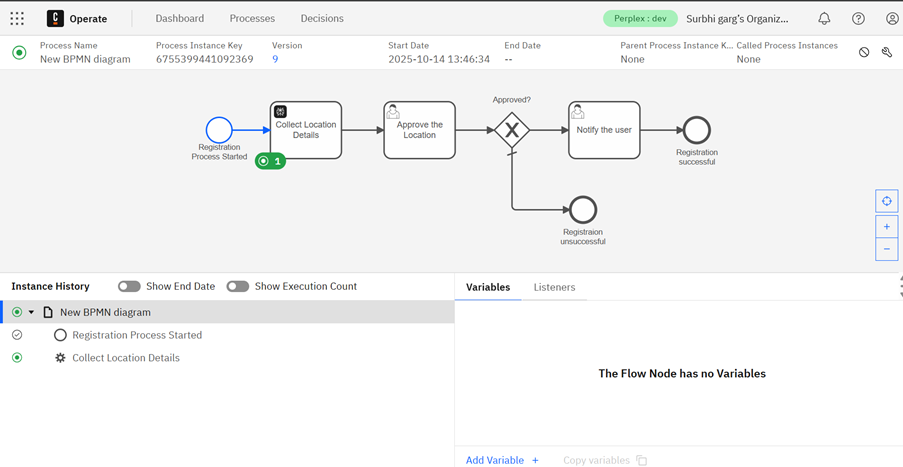 C Operate Dashboard Processes Decisions Perplex : dev Surbhi garg's Organiz...
Process Name Process Instance Key Version Start Date End Date Parent Process Instance K... Called Process Instances
New BPMN diagram 6755399441092369 9 2025-10-14 13:46:34 -- None None
Approved?
Collect Location
Details
Approve the
Location
X
Notify the user
Registration
Process Started
1
Registration
successful
Registraion
unsuccessful
+
−
Instance History Show End Date Show Execution Count
Variables Listeners
New BPMN diagram
Registration Process Started
Collect Location Details
The Flow Node has no Variables
Add Variable + Copy variables